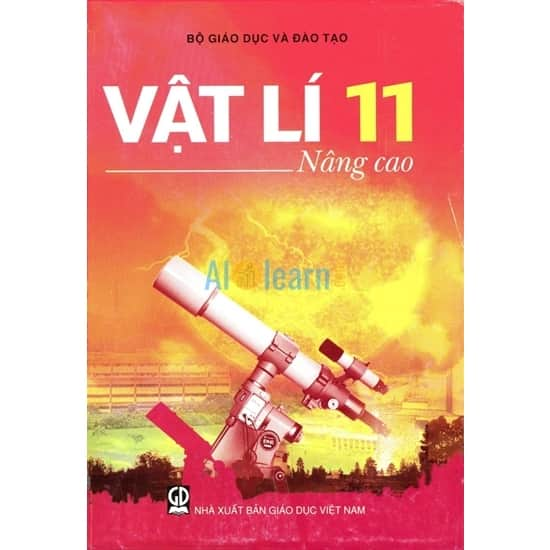 BỘ GIÁO DỤC VÀ ĐÀO TẠO
VẬT LÍ 11
Nâng cao
AI learn
GD
NHÀ XUẤT BẢN GIÁO DỤC VIỆT NAM